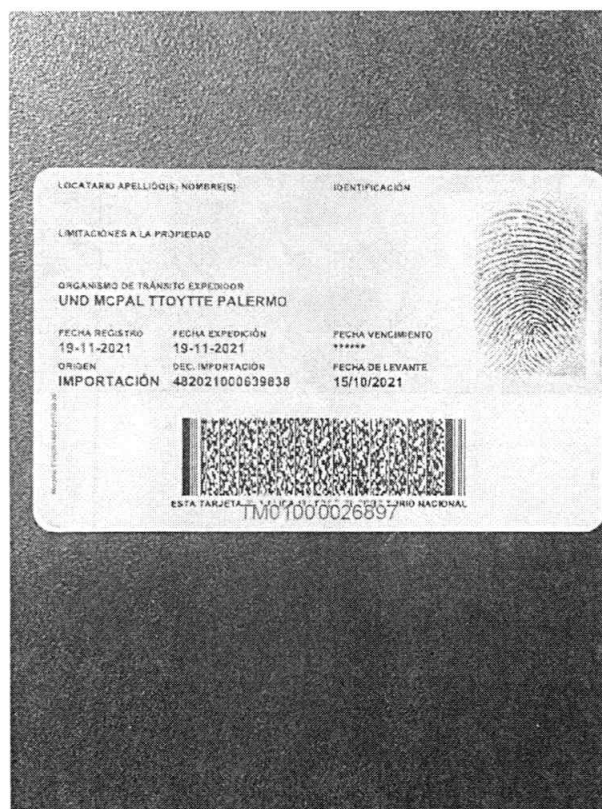 LOCATARIO APELLIDO(S) NOMBRE(S) IDENTIFICACIÓN
LIMITACIONES A LA PROPIEDAD
ORGANISMO DE TRÁNSITO EXPEDIDOR
UND MCPAL TTOYTTE PALERMO
FECHA REGISTRO FECHA EXPEDICIÓN FECHA VENCIMIENTO
19-11-2021 19-11-2021 ******
ORIGEN DEC. IMPORTACIÓN FECHA DE LEVANTE
IMPORTACIÓN 482021000639838 15/10/2021
ESTA TARJETA NACIONAL
TM01000026897